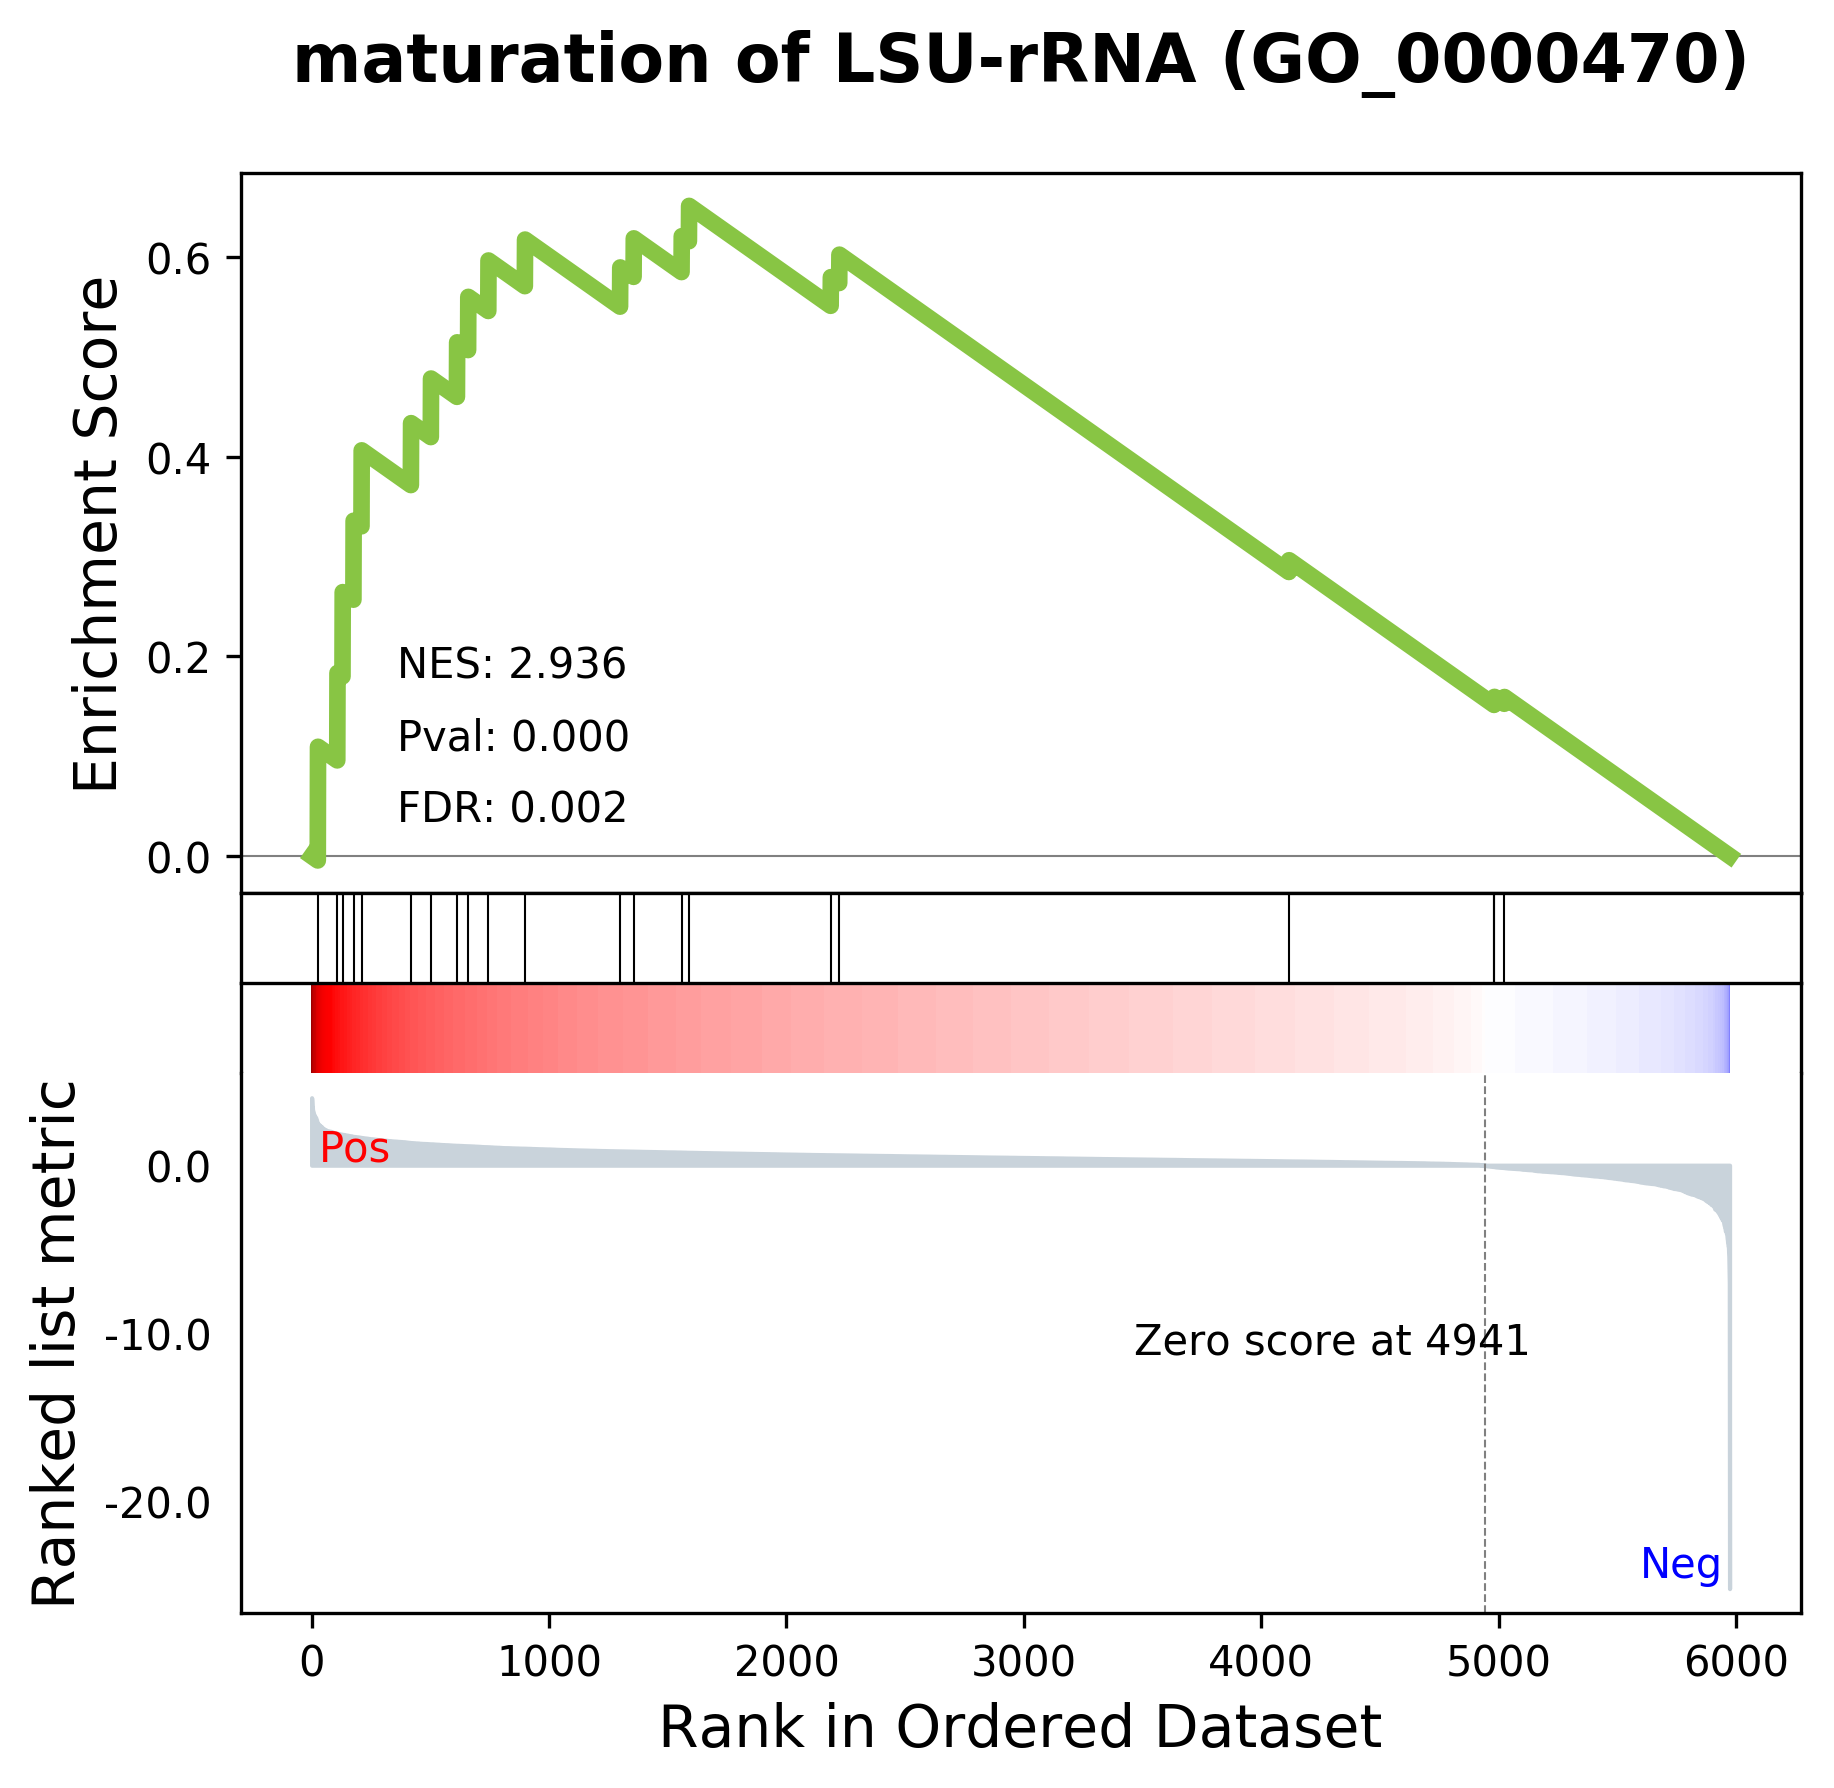 maturation of LSU-rRNA (GO_0000470)
Enrichment Score
0.6
0.4
0.2
0.0
NES: 2.936
Pval: 0.000
FDR: 0.002
Ranked list metric
0.0
-10.0
-20.0
Pos
Zero score at 4941
Neg
0 1000 2000 3000 4000 5000 6000
Rank in Ordered Dataset